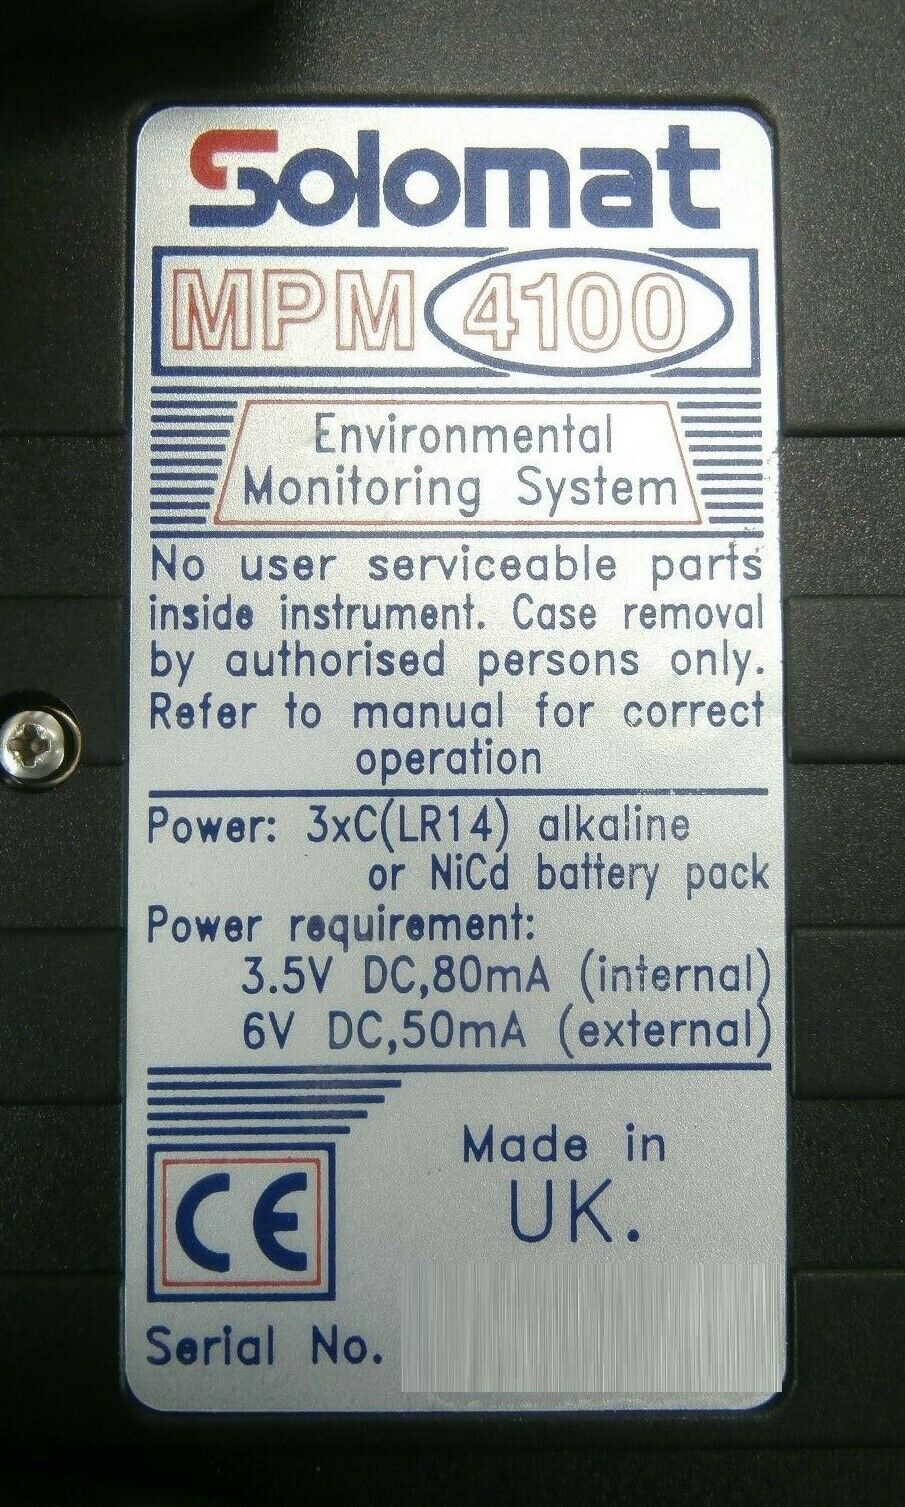 Solomat
MPM 4100
Environmental
Monitoring System
No user serviceable parts
inside instrument. Case removal
by authorised persons only.
Refer to manual for correct
operation
Power: 3xC(LR14) alkaline
or NiCd battery pack
Power requirement:
3.5V DC,80mA (internal)
6V DC,50mA (external)
Made in
UK.
CE
Serial No.